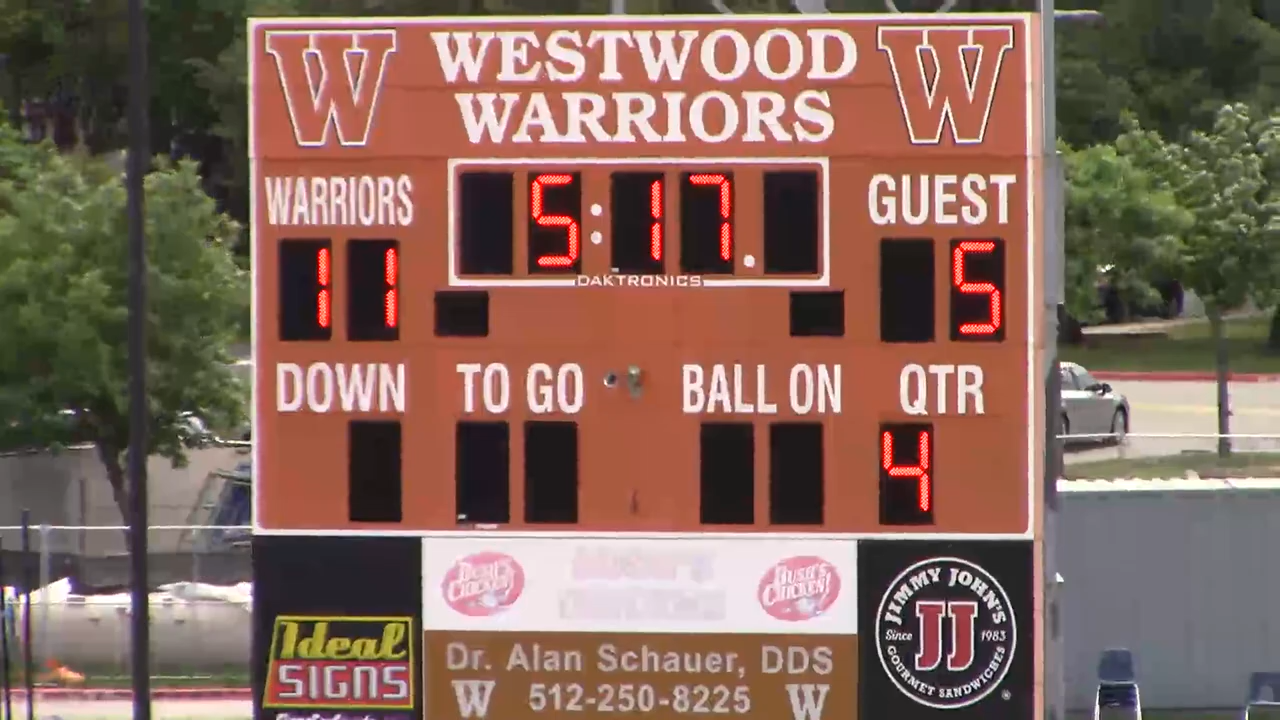 W WESTWOOD W
WARRIORS
WARRIORS 5:17. GUEST
11 5
DAKTRONICS
DOWN TO GO BALL ON QTR
4
BUSH'S CHICKEN BUSH'S CHICKEN
JIMMY JOHN'S
Since JJ 1983
GOURMET SANDWICHES
Ideal
SIGNS
Dr. Alan Schauer, DDS
W 512-250-8225 W